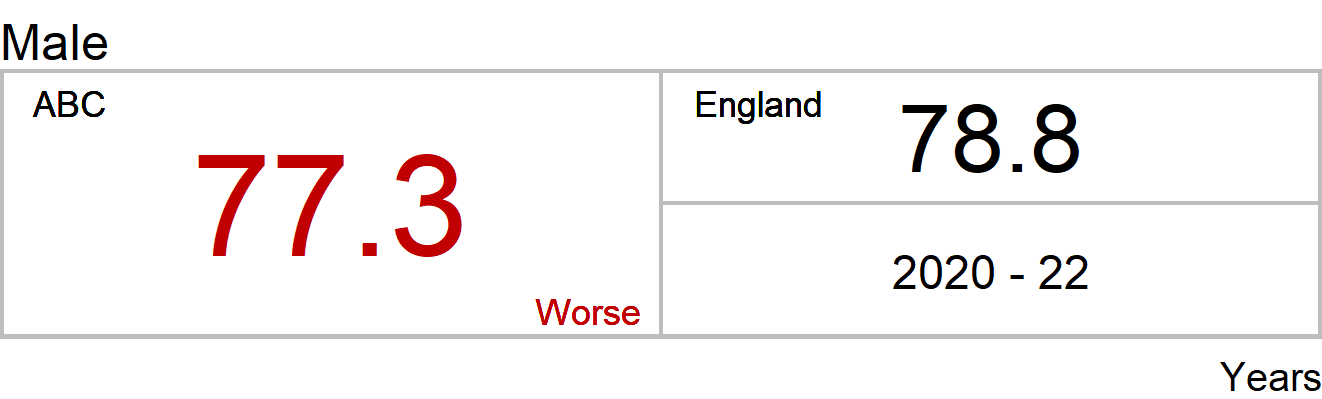 Male
ABC
77.3
Worse
England
78.8
2020 - 22
Years